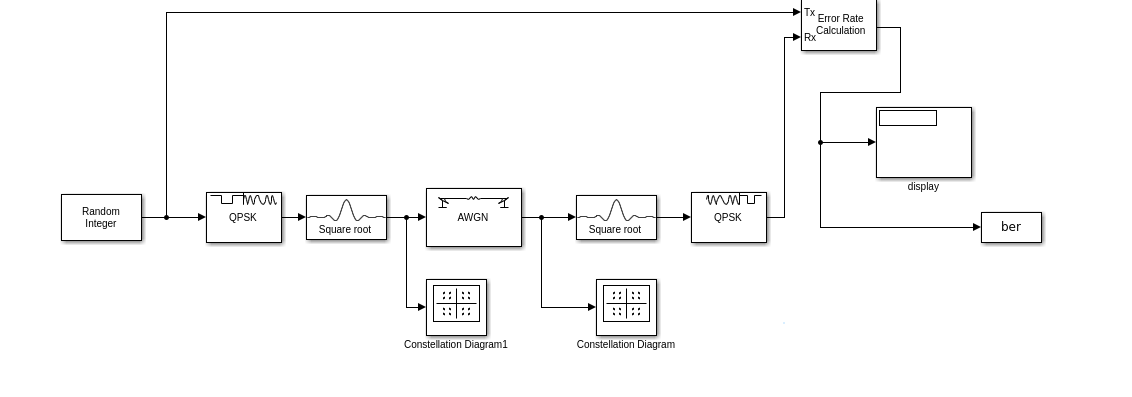 Tx
Error Rate
Calculation
Rx
display
Random
Integer
QPSK
Square root
AWGN
Square root
QPSK
ber
Constellation Diagram1
Constellation Diagram